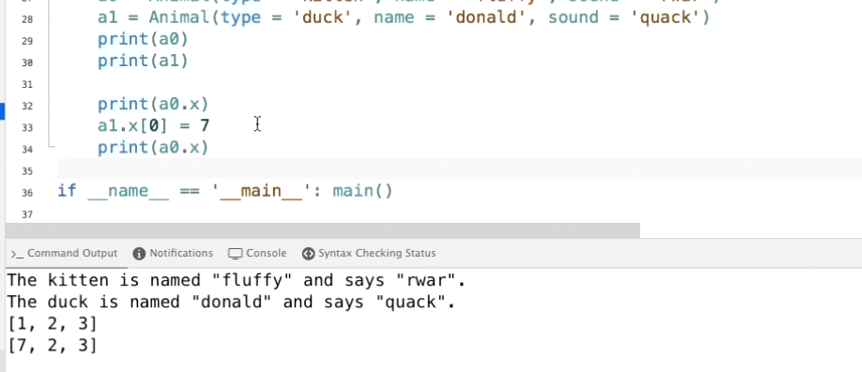 28 a1 = Animal(type = 'duck', name = 'donald', sound = 'quack')
29 print(a0)
30 print(a1)
31
32 print(a0.x)
33 a1.x[0] = 7
34 print(a0.x)
35
36 if __name__ == '__main__': main()
37
>_ Command Output Notifications Console Syntax Checking Status
The kitten is named "fluffy" and says "rwar".
The duck is named "donald" and says "quack".
[1, 2, 3]
[7, 2, 3]